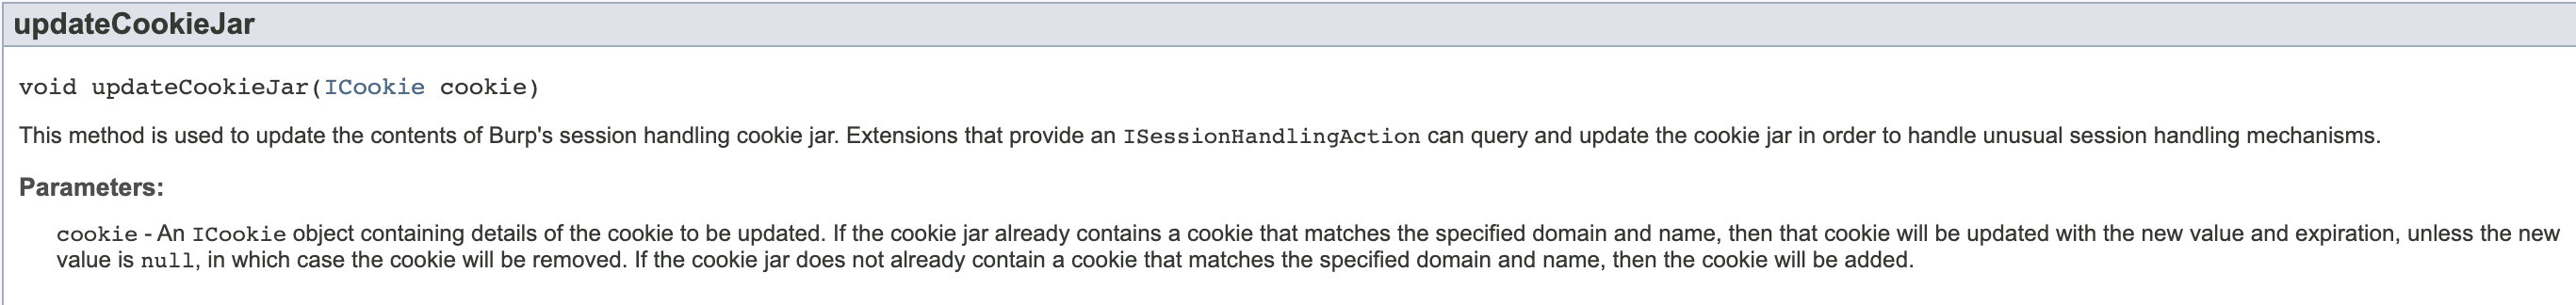 updateCookieJar
void updateCookieJar(ICookie cookie)
This method is used to update the contents of Burp's session handling cookie jar. Extensions that provide an ISessionHandlingAction can query and update the cookie jar in order to handle unusual session handling mechanisms.
Parameters:
cookie - An ICookie object containing details of the cookie to be updated. If the cookie jar already contains a cookie that matches the specified domain and name, then that cookie will be updated with the new value and expiration, unless the new
value is null, in which case the cookie will be removed. If the cookie jar does not already contain a cookie that matches the specified domain and name, then the cookie will be added.